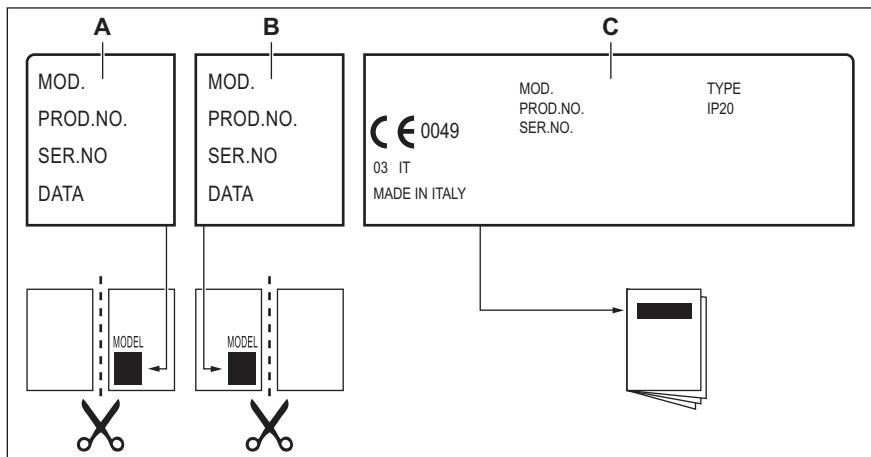 A
B
C
MOD.
PROD.NO.
SER.NO
DATA
MOD.
PROD.NO.
SER.NO
DATA
MOD.
PROD.NO.
SER.NO.
TYPE
IP20
CE 0049
03 IT
MADE IN ITALY
MODEL
MODEL